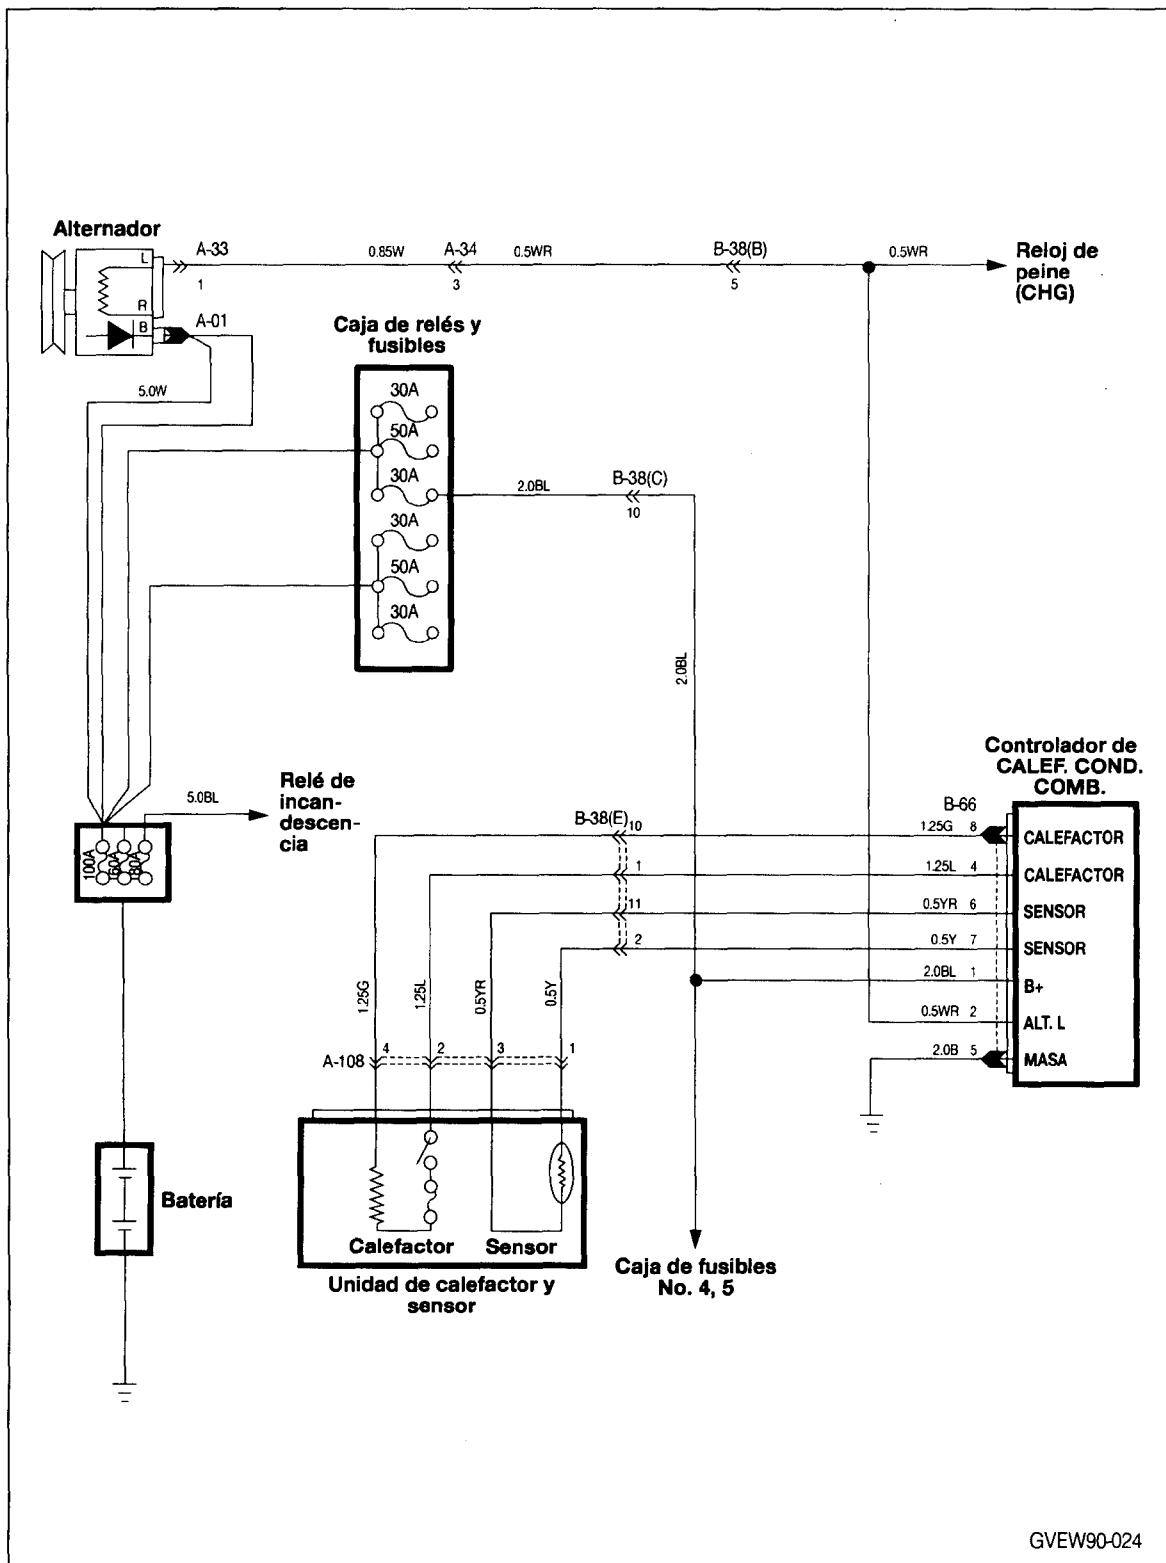 Alternador
L
R
B
A-33
1
0.85W
A-34
3
0.5WR
B-38(B)
5
0.5WR
Reloj de
peine
(CHG)
A-01
5.0W
Caja de relés y
fusibles
30A
50A
30A
30A
50A
30A
2.0BL
B-38(C)
10
2.0BL
Controlador de
CALEF. COND.
COMB.
B-66
Relé de
incan-
descen-
cia
5.0BL
100A
60A
80A
B-38(E)
10
1
11
2
1.25G 8 CALEFACTOR
1.25L 4 CALEFACTOR
0.5YR 6 SENSOR
0.5Y 7 SENSOR
2.0BL 1 B+
0.5WR 2 ALT. L
2.0B 5 MASA
1.25G
1.25L
0.5YR
0.5Y
A-108
4
2
3
1
Calefactor
Sensor
Unidad de calefactor y
sensor
Batería
Caja de fusibles
No. 4, 5
GVEW90-024